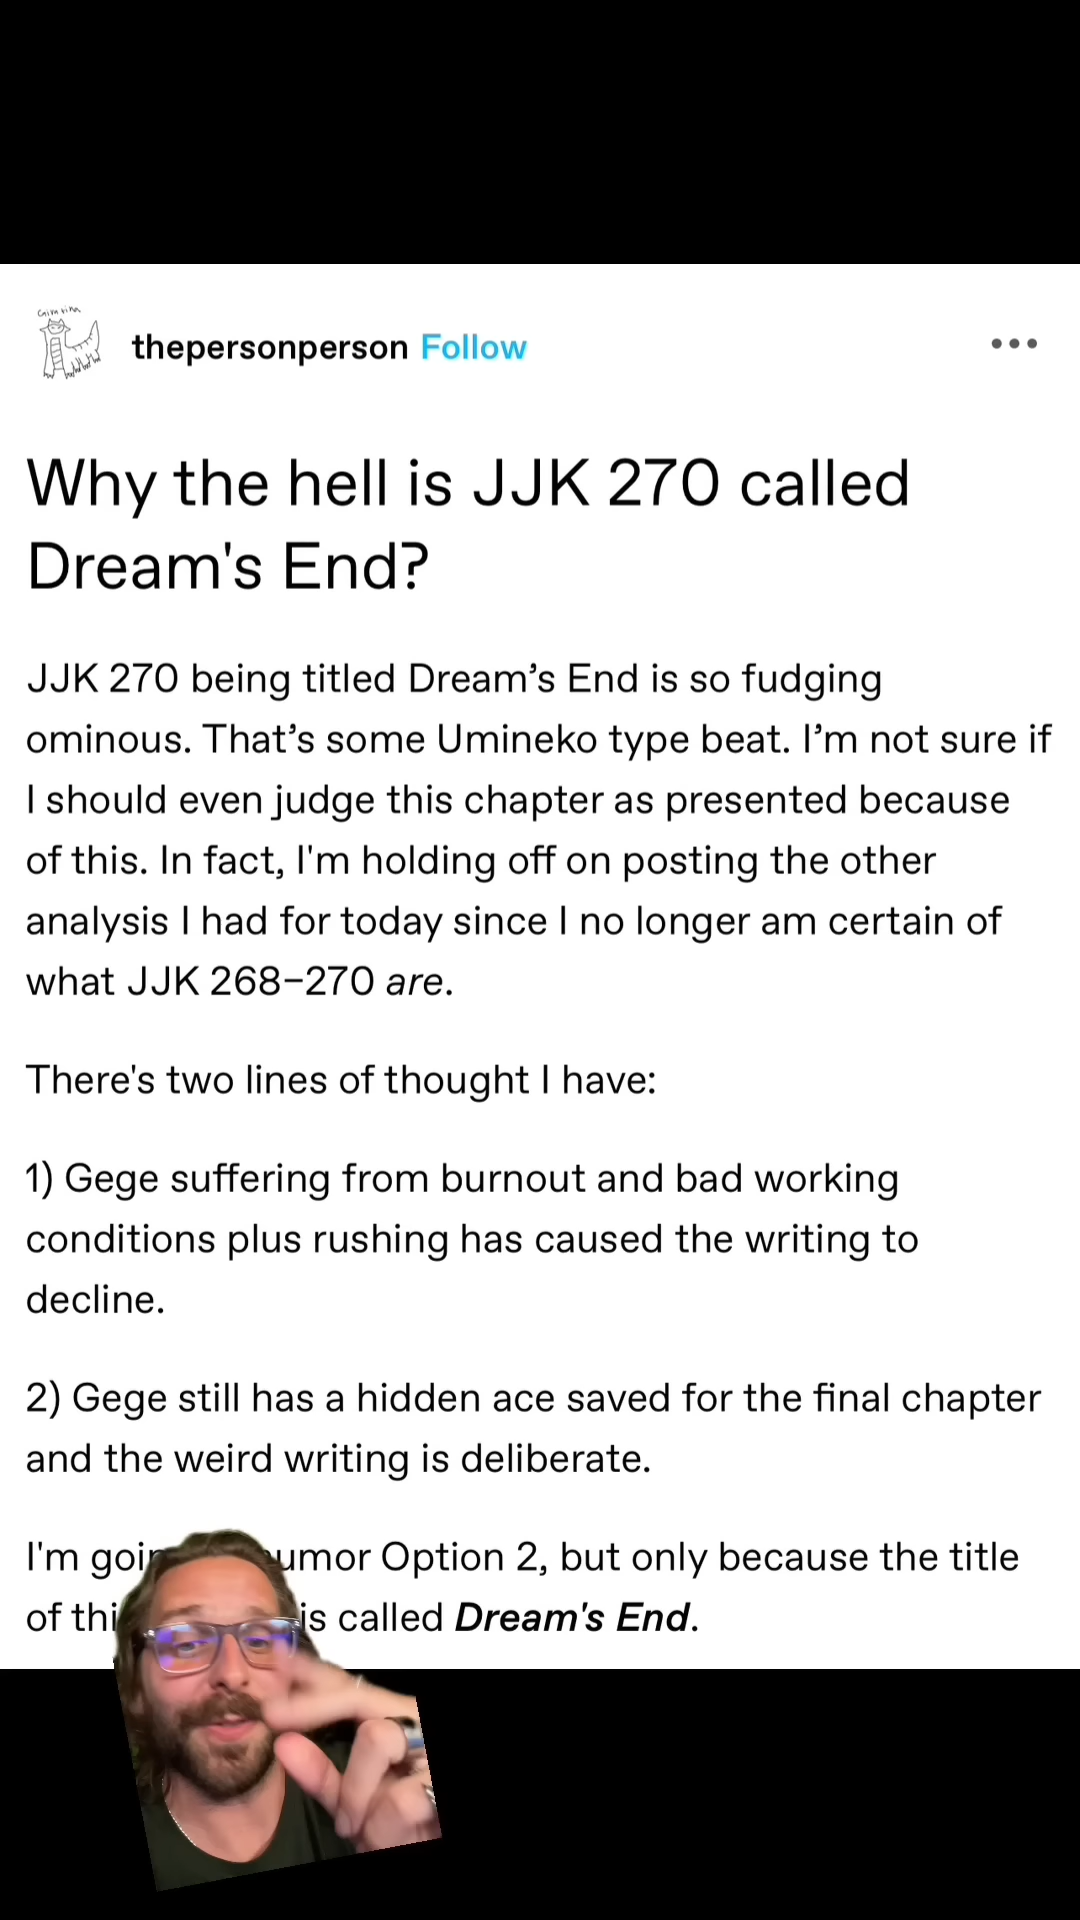 thepersonperson Follow
Why the hell is JJK 270 called
Dream's End?
JJK 270 being titled Dream’s End is so fudging
ominous. That’s some Umineko type beat. I’m not sure if
I should even judge this chapter as presented because
of this. In fact, I'm holding off on posting the other
analysis I had for today since I no longer am certain of
what JJK 268–270 are.
There's two lines of thought I have:
1) Gege suffering from burnout and bad working
conditions plus rushing has caused the writing to
decline.
2) Gege still has a hidden ace saved for the final chapter
and the weird writing is deliberate.
I'm Option 2, but only because the title
of is called Dream's End.